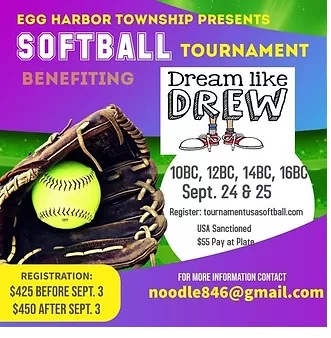 EGG HARBOR TOWNSHIP PRESENTS
SOFTBALL TOURNAMENT
BENEFITING
Dream like
DREW
10BC, 12BC, 14BC, 16BC
Sept. 24 & 25
Register: tournamentusasoftball.com
USA Sanctioned
$55 Pay at Plate
REGISTRATION:
$425 BEFORE SEPT. 3
$450 AFTER SEPT. 3
FOR MORE INFORMATION CONTACT
noodle846@gmail.com